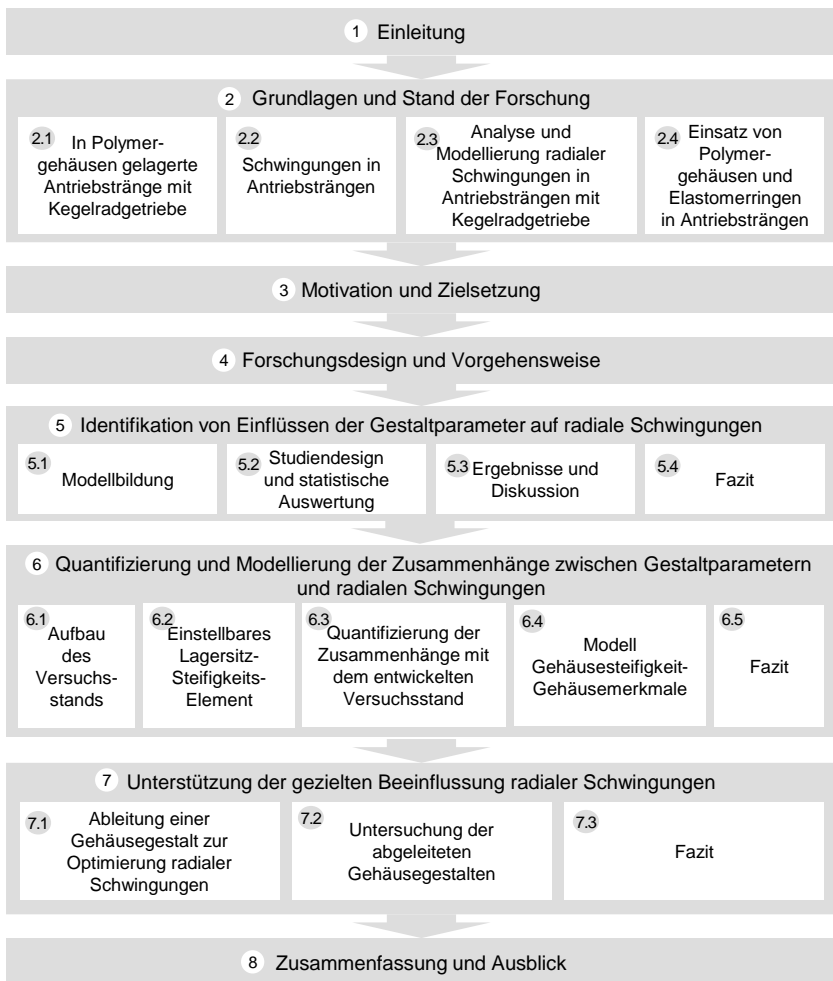 1 Einleitung
2 Grundlagen und Stand der Forschung
2.1 In Polymer-
gehäusen gelagerte
Antriebstränge mit
Kegelradgetriebe
2.2
Schwingungen in
Antriebsträngen
2.3 Analyse und
Modellierung radialer
Schwingungen in
Antriebsträngen mit
Kegelradgetriebe
2.4 Einsatz von
Polymer-
gehäusen und
Elastomerringen
in Antriebsträngen
3 Motivation und Zielsetzung
4 Forschungsdesign und Vorgehensweise
5 Identifikation von Einflüssen der Gestaltparameter auf radiale Schwingungen
5.1
Modellbildung
5.2 Studiendesign
und statistische
Auswertung
5.3 Ergebnisse und
Diskussion
5.4
Fazit
6 Quantifizierung und Modellierung der Zusammenhänge zwischen Gestaltparametern
und radialen Schwingungen
6.1
Aufbau
des
Versuchs-
stands
6.2
Einstellbares
Lagersitz-
Steifigkeits-
Element
6.3
Quantifizierung der
Zusammenhänge mit
dem entwickelten
Versuchsstand
6.4
Modell
Gehäusesteifigkeit-
Gehäusemerkmale
6.5
Fazit
7 Unterstützung der gezielten Beeinflussung radialer Schwingungen
7.1 Ableitung einer
Gehäusegestalt zur
Optimierung radialer
Schwingungen
7.2
Untersuchung der
abgeleiteten
Gehäusegestalten
7.3
Fazit
8 Zusammenfassung und Ausblick